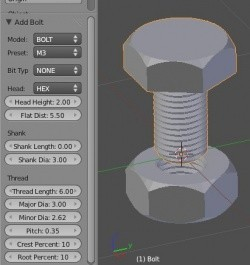 Add Bolt
Model: BOLT
Preset: M3
Bit Typ NONE
Head: HEX
Head Height: 2.00
Flat Dist: 5.50
Shank
Shank Length: 0.00
Shank Dia: 3.00
Thread
Thread Length: 6.00
Major Dia: 3.00
Minor Dia: 2.62
Pitch: 0.35
Crest Percent: 10
Root Percent: 10
(1) Bolt